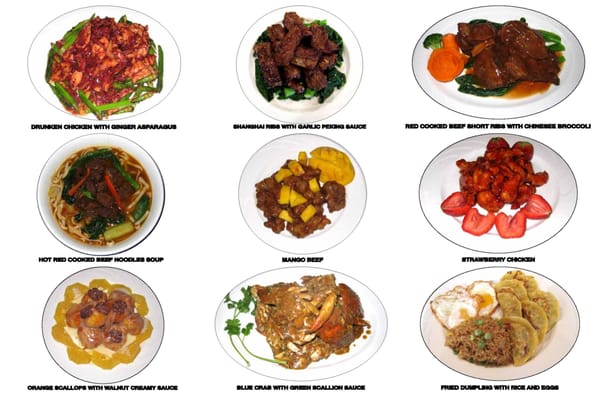 DRUNKEN CHICKEN WITH GINGER ASPARAGUS
SHANGHAI RIBS WITH GARLIC PEKING SAUCE
RED COOKED BEEF SHORT RIBS WITH CHINESEE BROCCOLI
HOT RED COOKED BEEF NOODLES SOUP
MANGO BEEF
STRAWBERRY CHICKEN
ORANGE SCALLOPS WITH WALNUT CREAMY SAUCE
BLUE CRAB WITH GREEN SCALLION SAUCE
FRIED DUMPLING WITH RICE AND EGGS